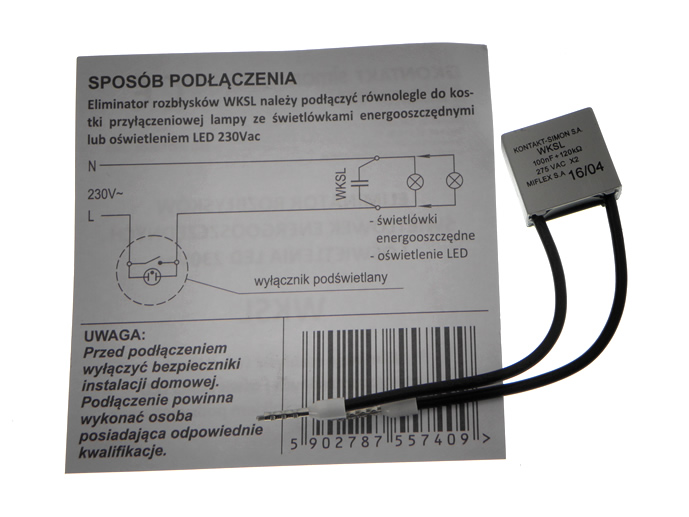 SPOSÓB PODŁĄCZENIA
Eliminator rozbłysków WKSL należy podłączyć równolegle do kos-
tki przyłączeniowej lampy ze świetlówkami energooszczędnymi
lub oświetleniem LED 230Vac
N
WKSL
230V~
L
- świetlówki
energooszczędne
- oświetlenie LED
wyłącznik podświetlany
UWAGA:
Przed podłączeniem
wyłączyć bezpieczniki
instalacji domowej.
Podłączenie powinna
wykonać osoba
posiadająca odpowiednie
kwalifikacje.
5 902787 557409 >
KONTAKT-SIMON S.A.
WKSL
100nF+120kΩ
275 VAC X2
MIFLEX S.A 16/04